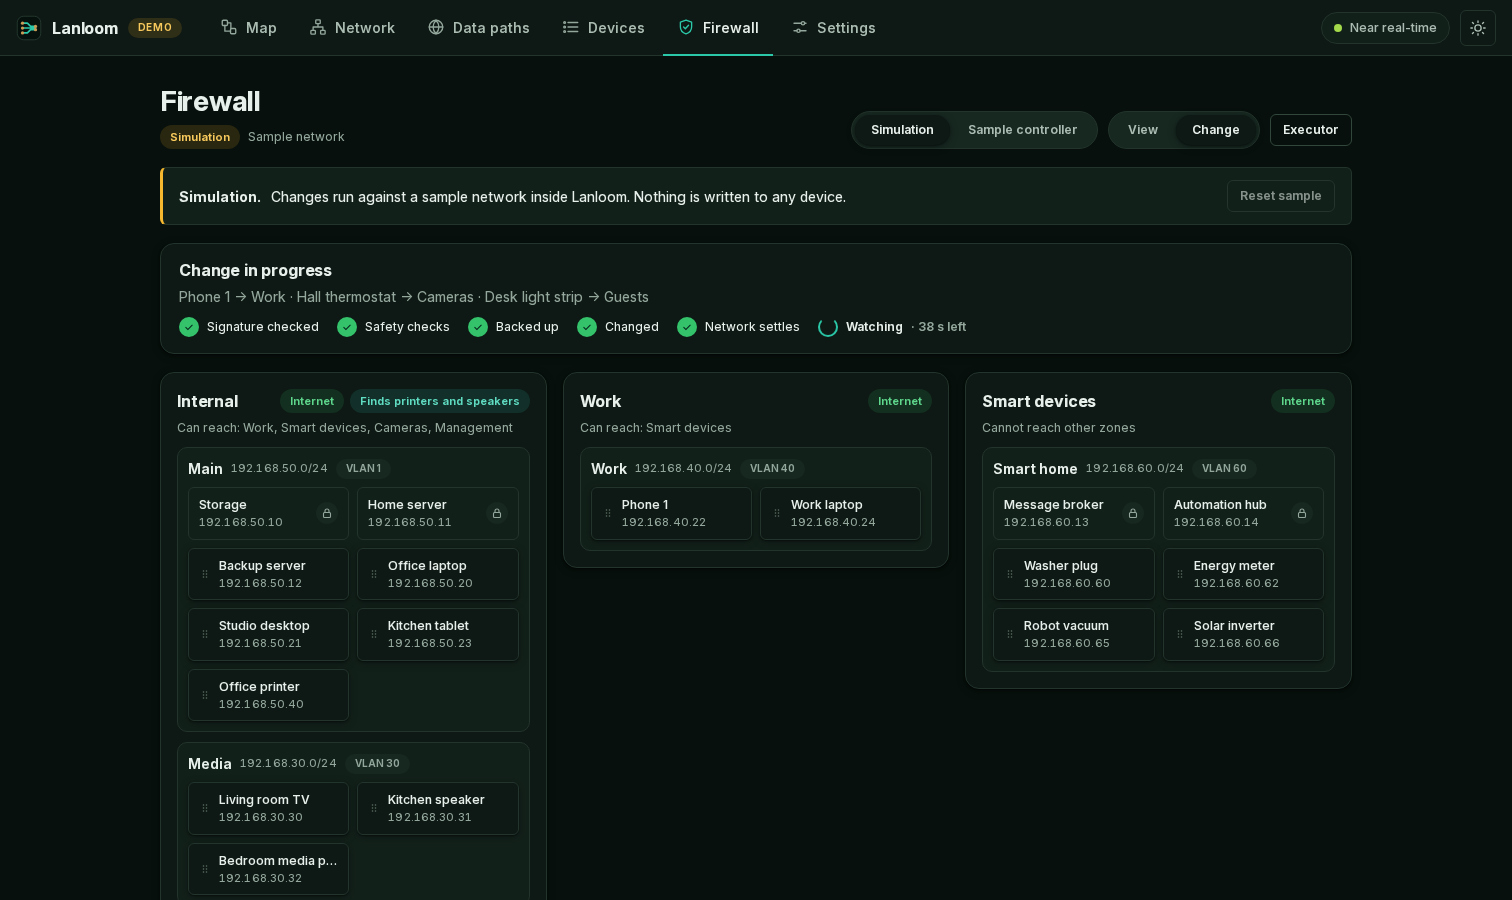 Lanloom DEMO Map Network Data paths Devices Firewall Settings Near real-time
Firewall
Simulation Sample network
Simulation Sample controller View Change Executor
Simulation. Changes run against a sample network inside Lanloom. Nothing is written to any device. Reset sample
Change in progress
Phone 1 → Work · Hall thermostat → Cameras · Desk light strip → Guests
Signature checked Safety checks Backed up Changed Network settles Watching · 38 s left
Internal Internet Finds printers and speakers
Can reach: Work, Smart devices, Cameras, Management
Main 192.168.50.0/24 VLAN 1
Storage
192.168.50.10
Home server
192.168.50.11
Backup server
192.168.50.12
Office laptop
192.168.50.20
Studio desktop
192.168.50.21
Kitchen tablet
192.168.50.23
Office printer
192.168.50.40
Media 192.168.30.0/24 VLAN 30
Living room TV
192.168.30.30
Kitchen speaker
192.168.30.31
Bedroom media p...
192.168.30.32
Work Internet
Can reach: Smart devices
Work 192.168.40.0/24 VLAN 40
Phone 1
192.168.40.22
Work laptop
192.168.40.24
Smart devices Internet
Cannot reach other zones
Smart home 192.168.60.0/24 VLAN 60
Message broker
192.168.60.13
Automation hub
192.168.60.14
Washer plug
192.168.60.60
Energy meter
192.168.60.62
Robot vacuum
192.168.60.65
Solar inverter
192.168.60.66